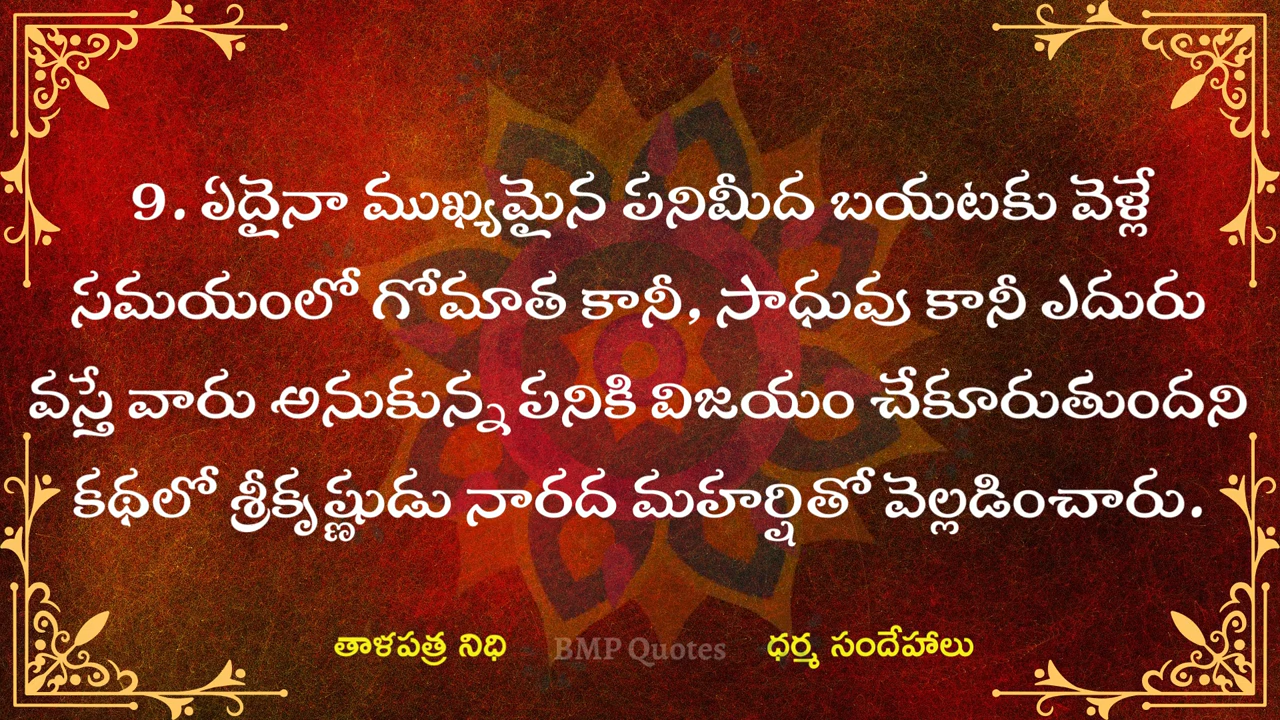 9. ఏదైనా ముఖ్యమైన పనిమీద బయటకు వెళ్లే
సమయంలో గోమాత కానీ, సాధువు కానీ ఎదురు
వస్తే వారు అనుకున్న పనికి విజయం చేకూరుతుందని
కథలో శ్రీకృష్ణుడు నారద మహర్షితో వెల్లడించారు.
తాళపత్ర నిధి BMP Quotes ధర్మ సందేహాలు